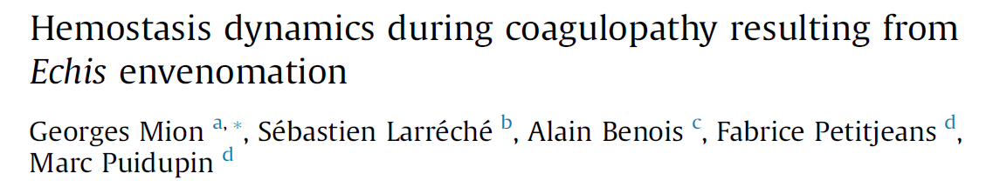 Hemostasis dynamics during coagulopathy resulting from
Echis envenomation
Georges Mion a, *, Sébastien Larréché b, Alain Benois c, Fabrice Petitjeans d,
Marc Puidupin d